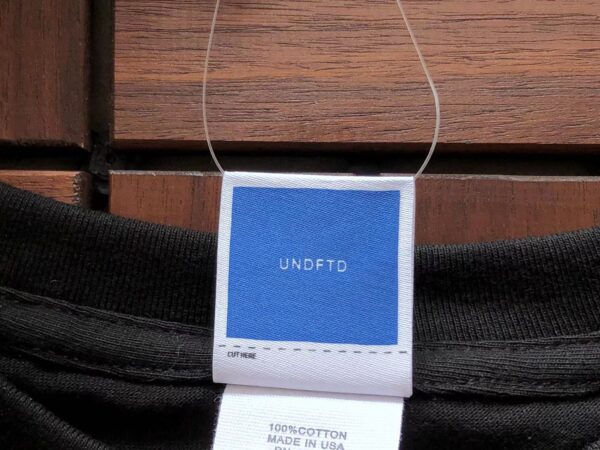 UNDFTD
CUT HERE
100%COTTON
MADE IN USA